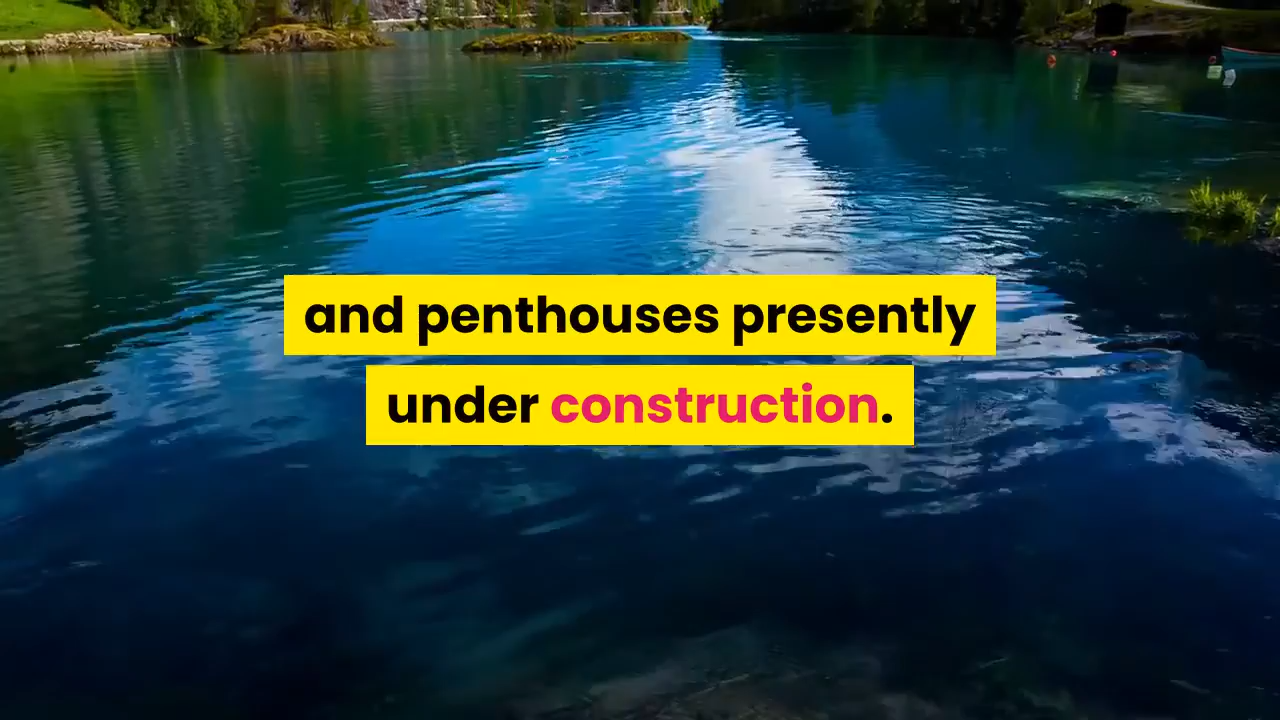 and penthouses presently
under construction.